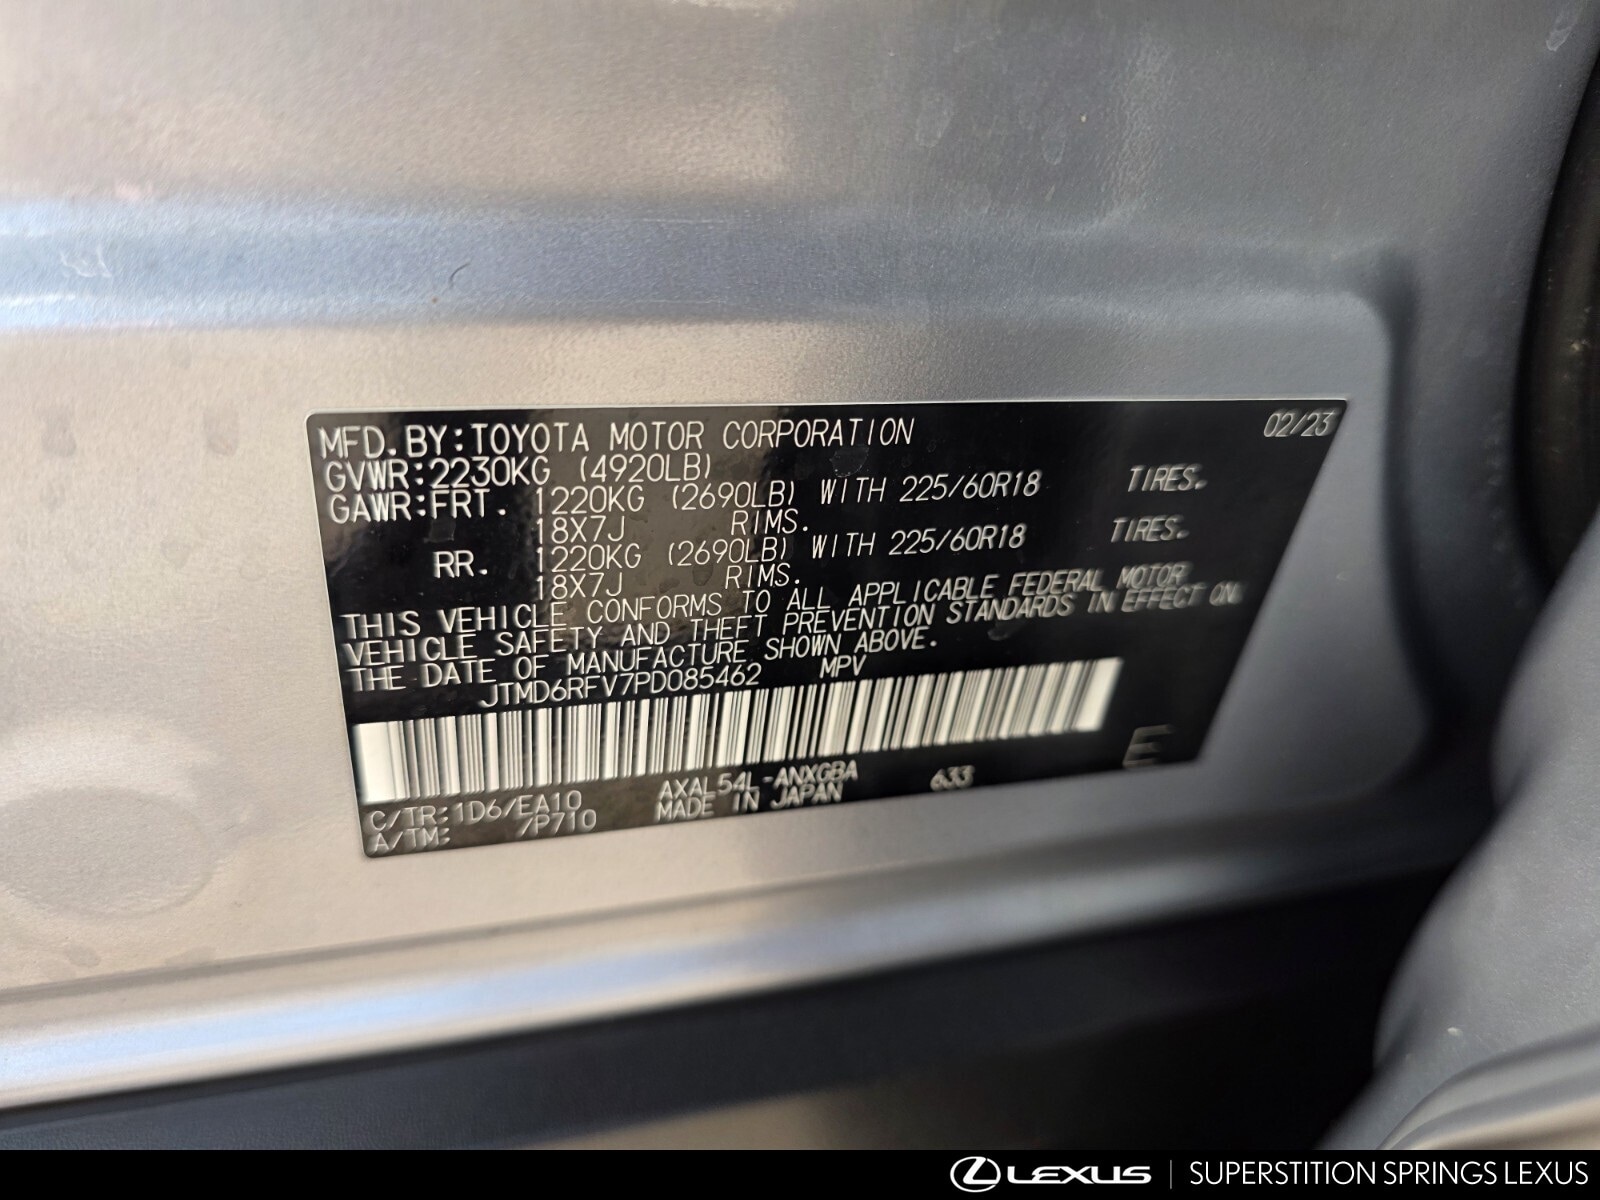 MFD.BY:TOYOTA MOTOR CORPORATION 02/23
GVWR:2230KG (4920LB)
GAWR:FRT. 1220KG (2690LB) WITH 225/60R18 TIRES.
18X7J RIMS.
RR. 1220KG (2690LB) WITH 225/60R18 TIRES.
18X7J RIMS.
THIS VEHICLE CONFORMS TO ALL APPLICABLE FEDERAL MOTOR
VEHICLE SAFETY AND THEFT PREVENTION STANDARDS IN EFFECT ON
THE DATE OF MANUFACTURE SHOWN ABOVE.
JTMD6RFV7PD085462 MPV
E
C/TR:1D6/EA10 AXAL54L-ANXGBA 633
A/TM: /P710 MADE IN JAPAN
LEXUS | SUPERSTITION SPRINGS LEXUS